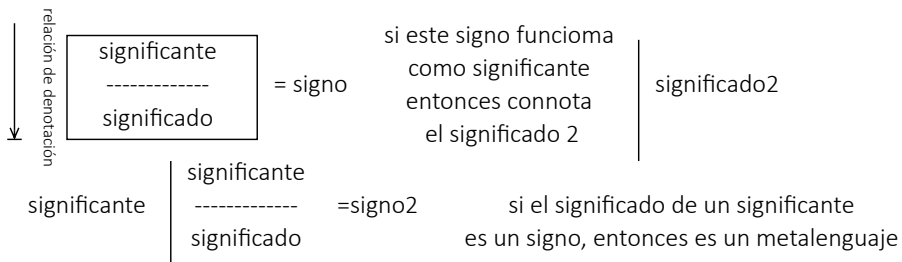 relación de denotación
significante
-------------
significado
= signo
si este signo funcioma
como significante
entonces connota
el significado 2
significado2
significante
significante
-------------
significado
=signo2
si el significado de un significante
es un signo, entonces es un metalenguaje